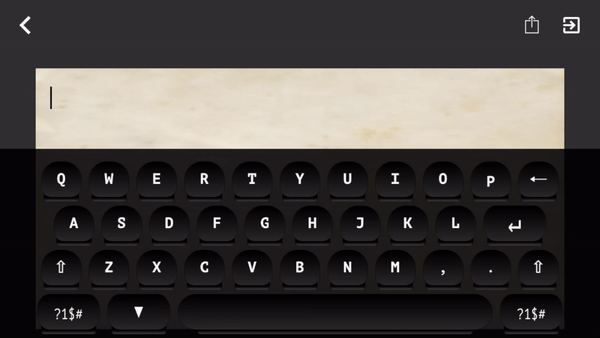 Q W E R T Y U I O P ←
A S D F G H J K L ↵
⇧ Z X C V B N M , . ⇧
?1$# ▼ ?1$#